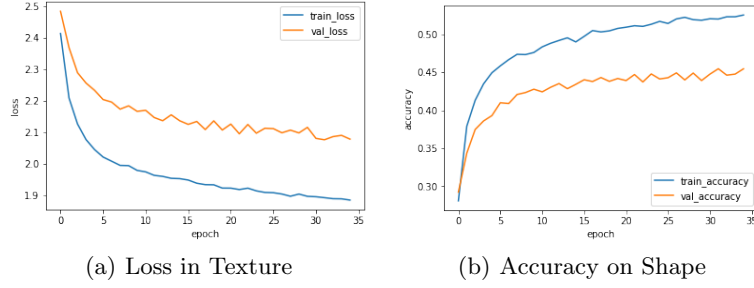 2.5
2.4
2.3
2.2
2.1
2.0
1.9
loss
train_loss
val_loss
0 5 10 15 20 25 30 35
epoch
(a) Loss in Texture
0.50
0.45
0.40
0.35
0.30
accuracy
train_accuracy
val_accuracy
0 5 10 15 20 25 30 35
epoch
(b) Accuracy on Shape